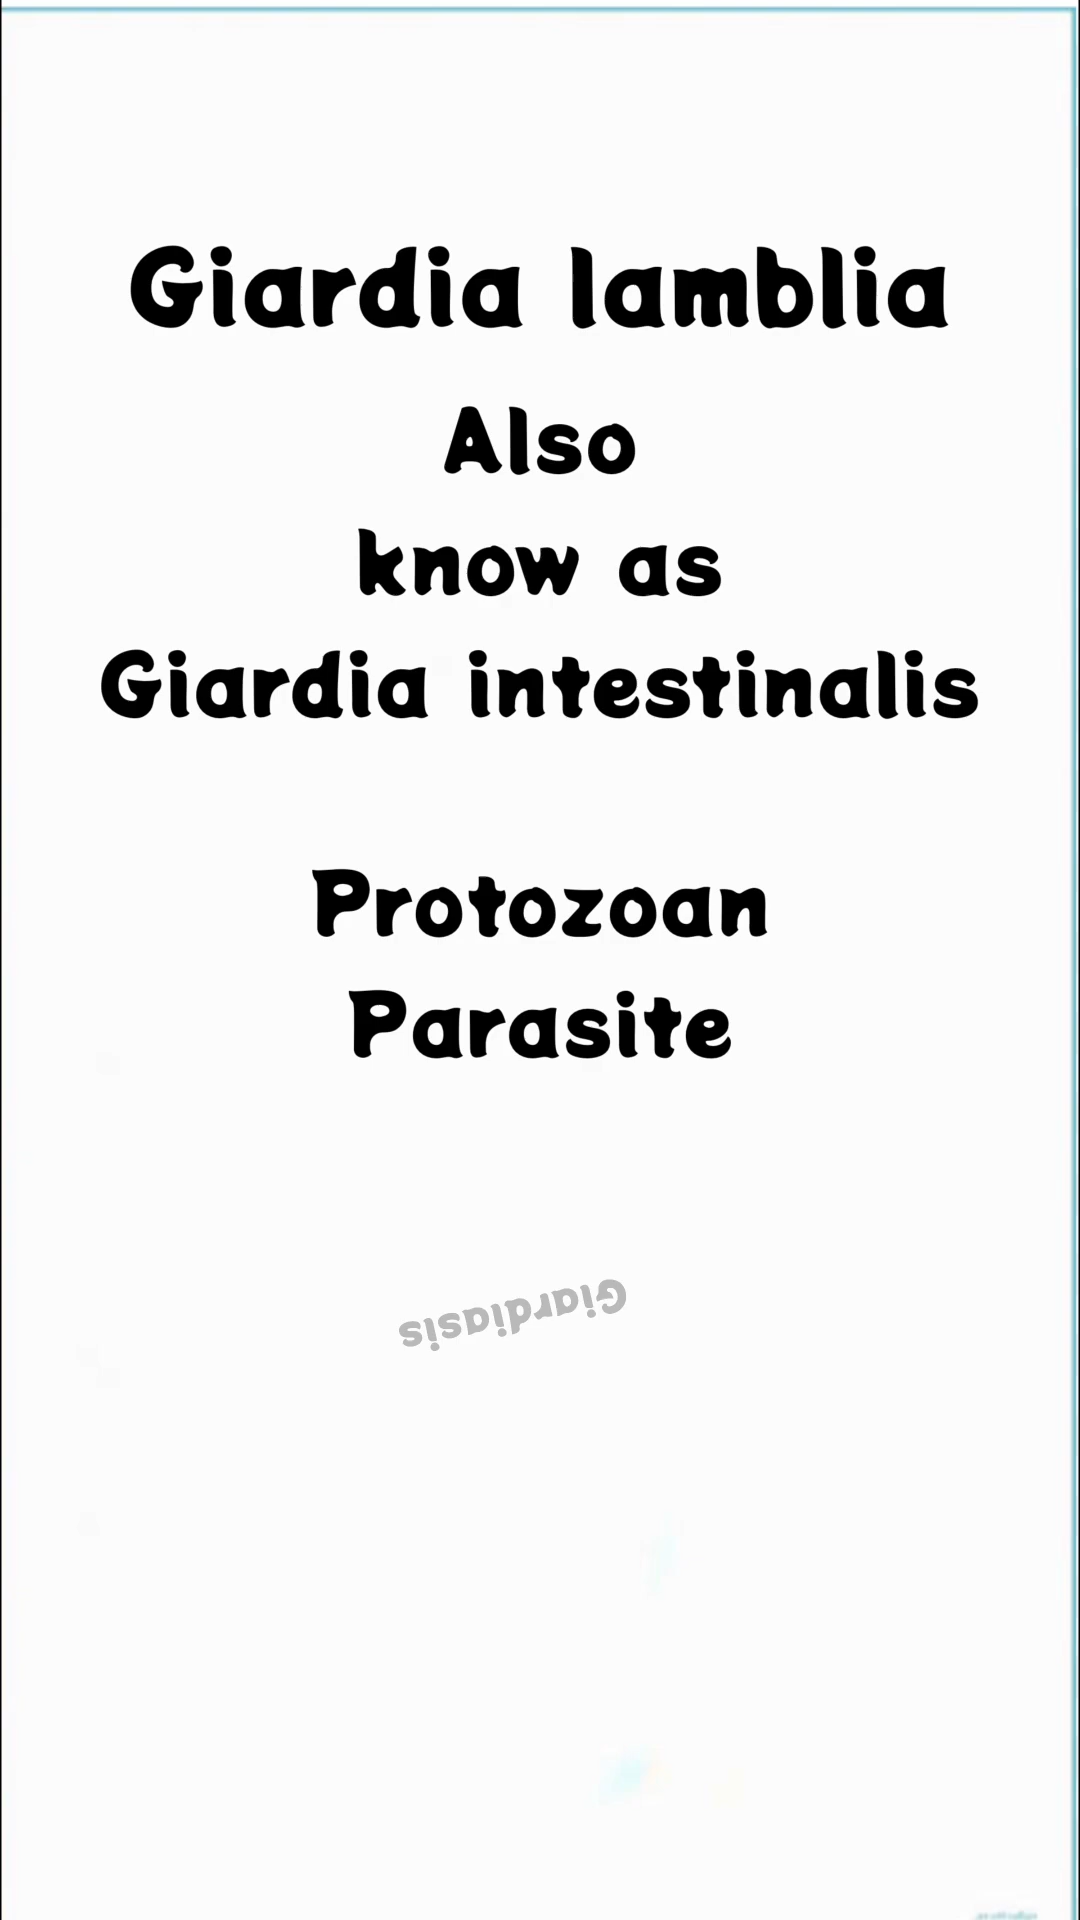 Giardia lamblia
Also
know as
Giardia intestinalis
Protozoan
Parasite
Giardiasis